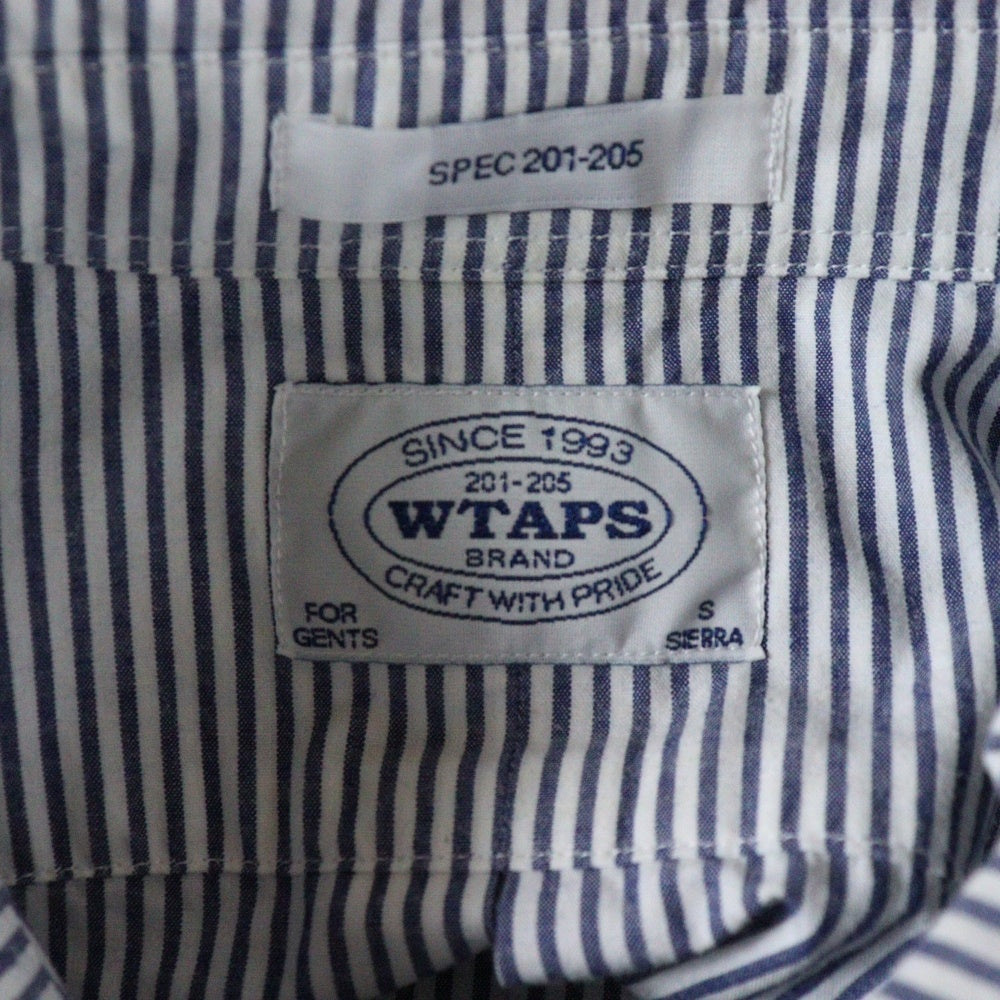 SPEC 201-205
SINCE 1993
201-205
WTAPS
BRAND
CRAFT WITH PRIDE
FOR
GENTS
S
SIERRA